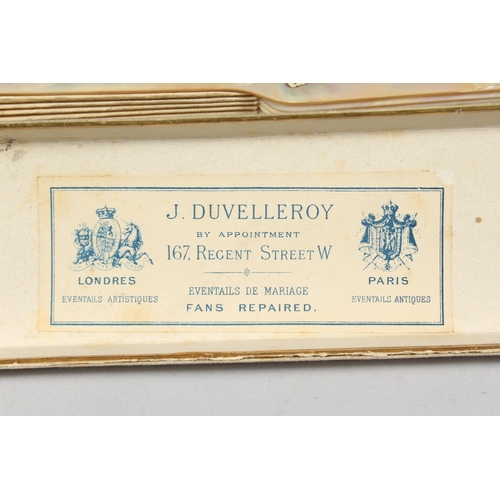 J. DUVELLEROY
BY APPOINTMENT
167, REGENT STREET W
LONDRES
EVENTAILS ARTISTIQUES
EVENTAILS DE MARIAGE
FANS REPAIRED.
PARIS
EVENTAILS ANTIQUES